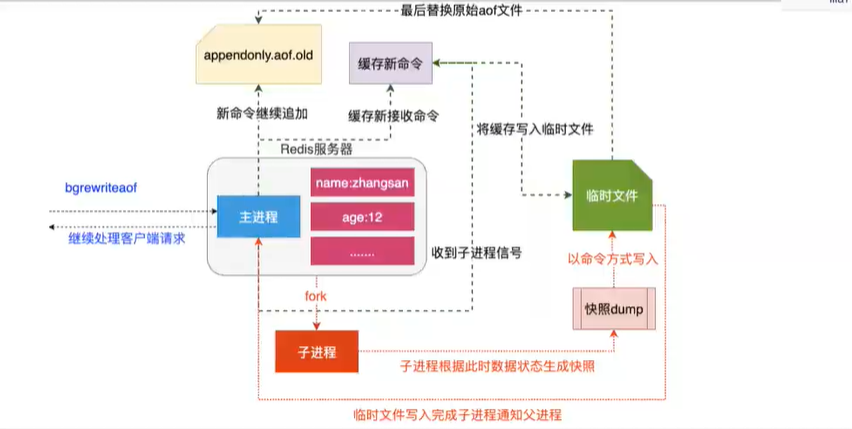 最后替换原始aof文件
appendonly.aof.old
缓存新命令
新命令继续追加
缓存新接收命令
将缓存写入临时文件
Redis服务器
bgrewriteaof
name:zhangsan
主进程
age:12
临时文件
继续处理客户端请求
.......
收到子进程信号
以命令方式写入
fork
快照dump
子进程
子进程根据此时数据状态生成快照
临时文件写入完成子进程通知父进程